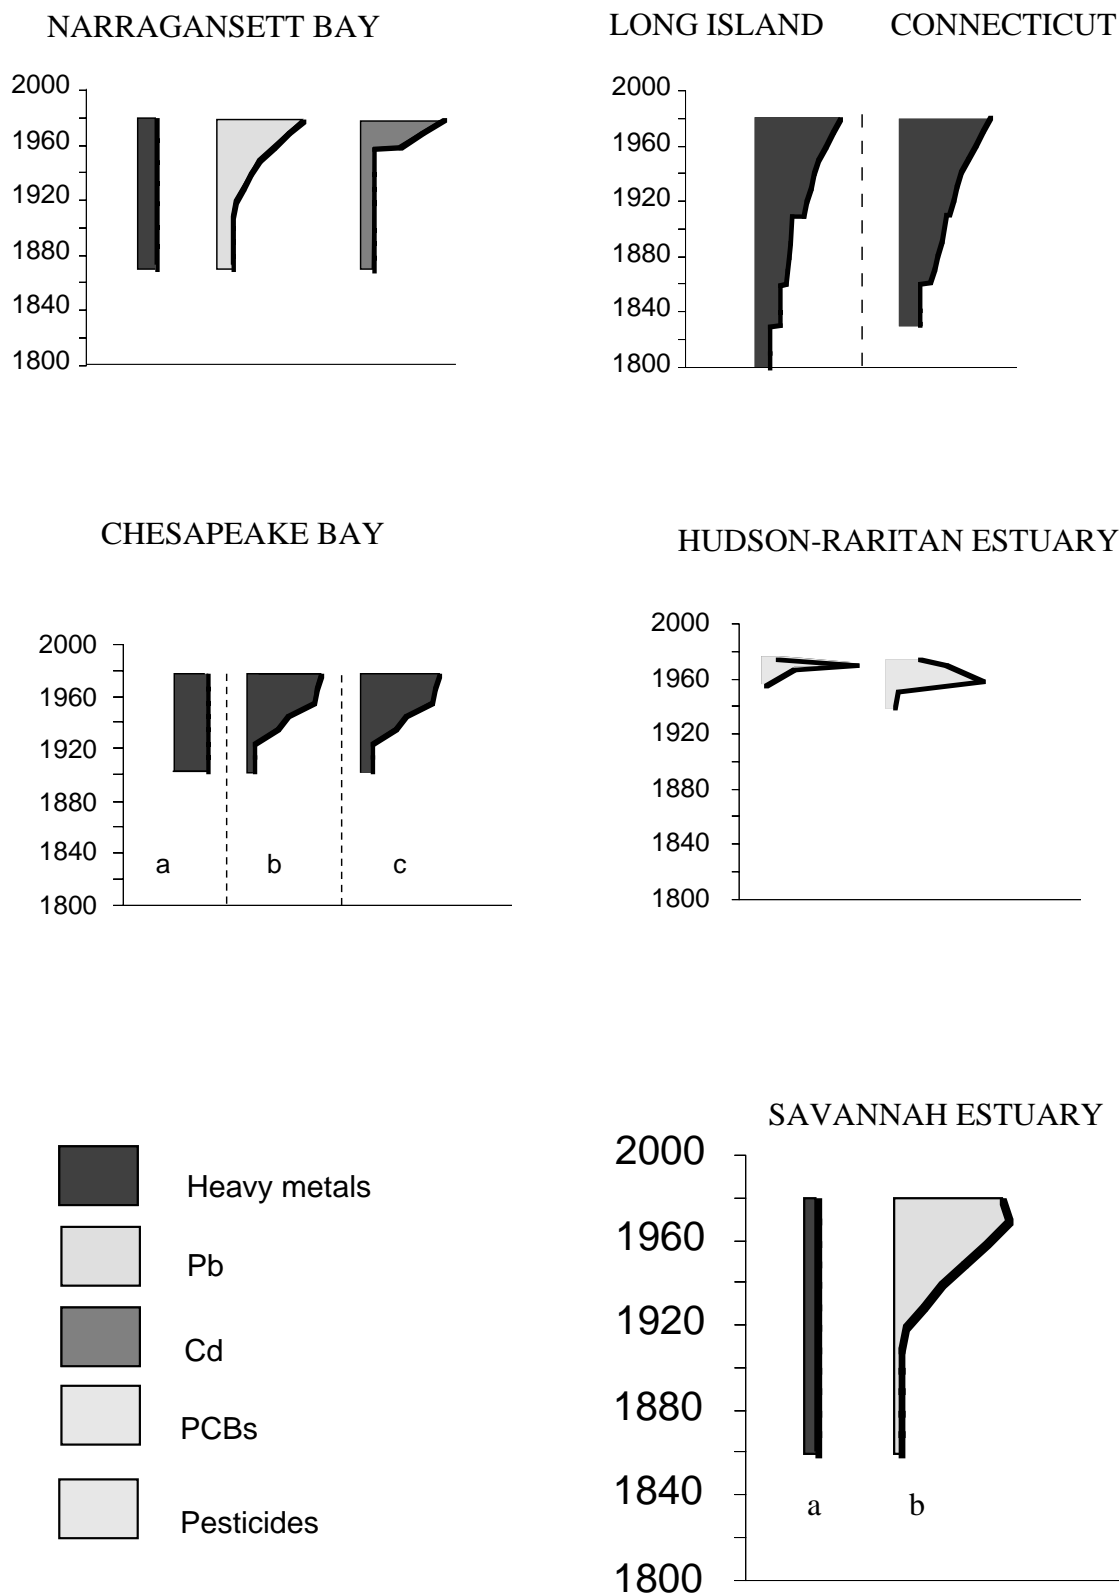 NARRAGANSETT BAY
2000
1960
1920
1880
1840
1800
LONG ISLAND
CONNECTICUT
2000
1960
1920
1880
1840
1800
CHESAPEAKE BAY
2000
1960
1920
1880
1840
1800
a
b
c
HUDSON-RARITAN ESTUARY
2000
1960
1920
1880
1840
1800
Heavy metals
Pb
Cd
PCBs
Pesticides
SAVANNAH ESTUARY
2000
1960
1920
1880
1840
1800
a
b